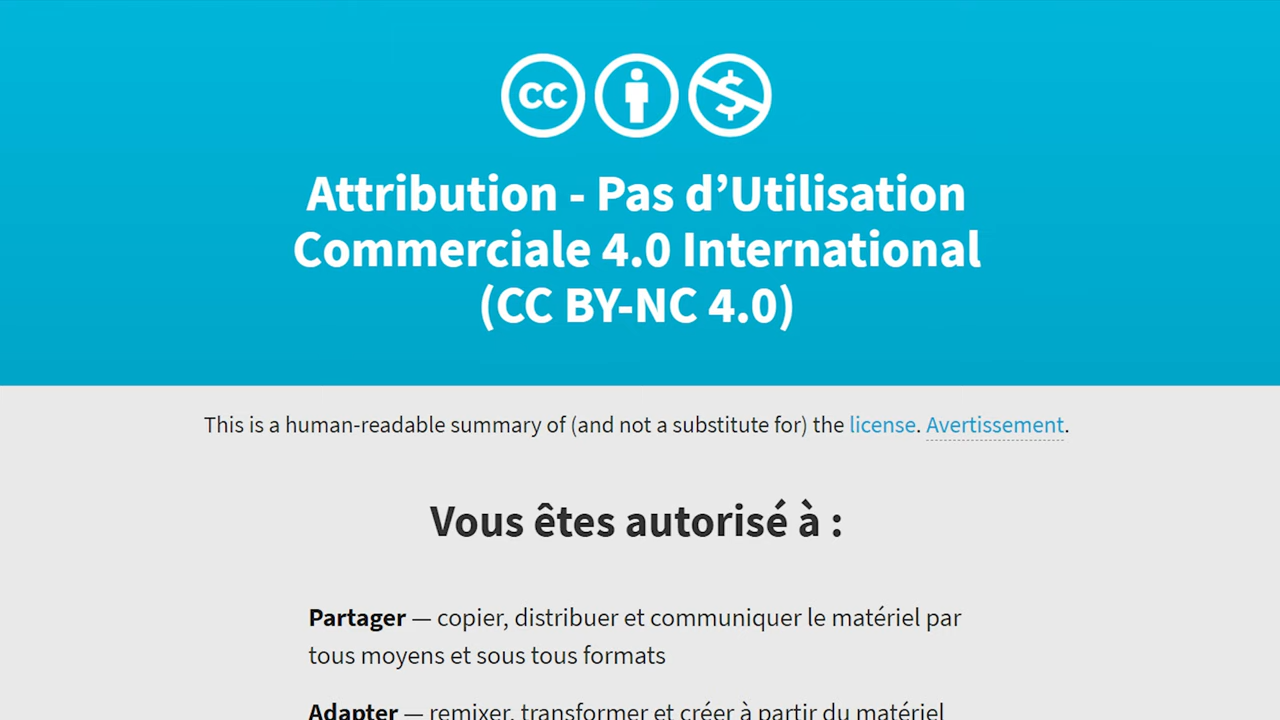 cc
Attribution - Pas d’Utilisation
Commerciale 4.0 International
(CC BY-NC 4.0)
This is a human-readable summary of (and not a substitute for) the license. Avertissement.
Vous êtes autorisé à :
Partager — copier, distribuer et communiquer le matériel par
tous moyens et sous tous formats
Adapter — remixer, transformer et créer à partir du matériel